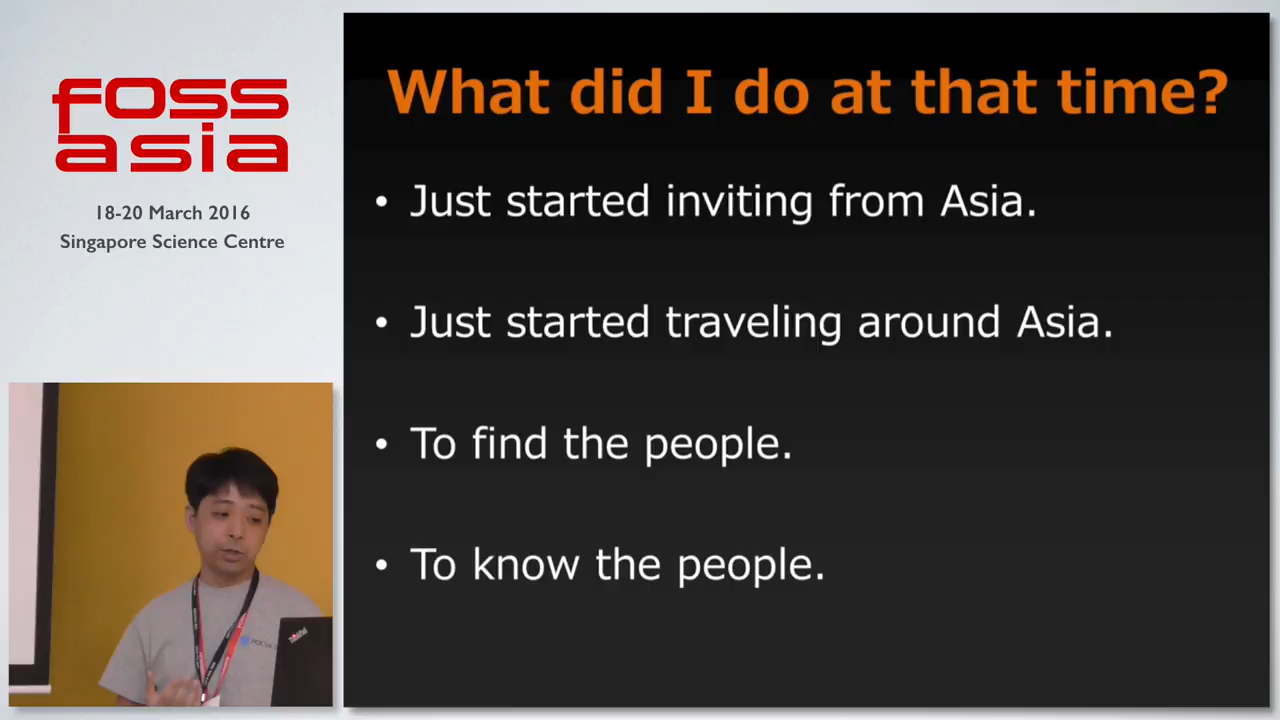 FOSS
asia
18-20 March 2016
Singapore Science Centre
What did I do at that time?
• Just started inviting from Asia.
• Just started traveling around Asia.
• To find the people.
• To know the people.